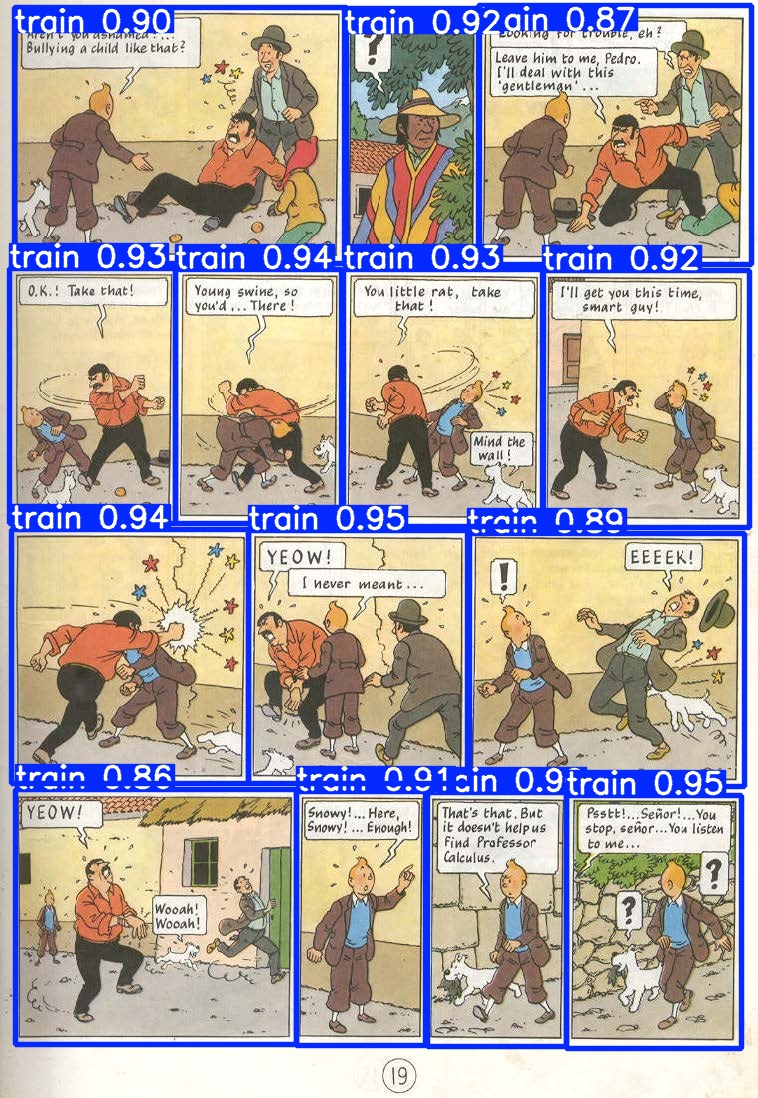 train 0.90
train 0.92
ain 0.87
Bullying a child like that?
?
Looking for trouble, eh?
Leave him to me, Pedro.
I'll deal with this
'gentleman'...
train 0.93
train 0.94
train 0.93
train 0.92
O.K.! Take that!
Young swine, so
you'd... There!
You little rat, take
that!
Mind the
wall!
I'll get you this time,
smart guy!
train 0.94
train 0.95
train 0.89
YEOW!
I never meant...
!
EEEEK!
train 0.86
train 0.91
ain 0.9
train 0.95
YEOW!
Wooah!
Wooah!
Snowy!... Here,
Snowy!... Enough!
That's that. But
it doesn't help us
find Professor
Calculus.
Psstt!... Señor!... You
stop, señor... You listen
to me...
?
?
19